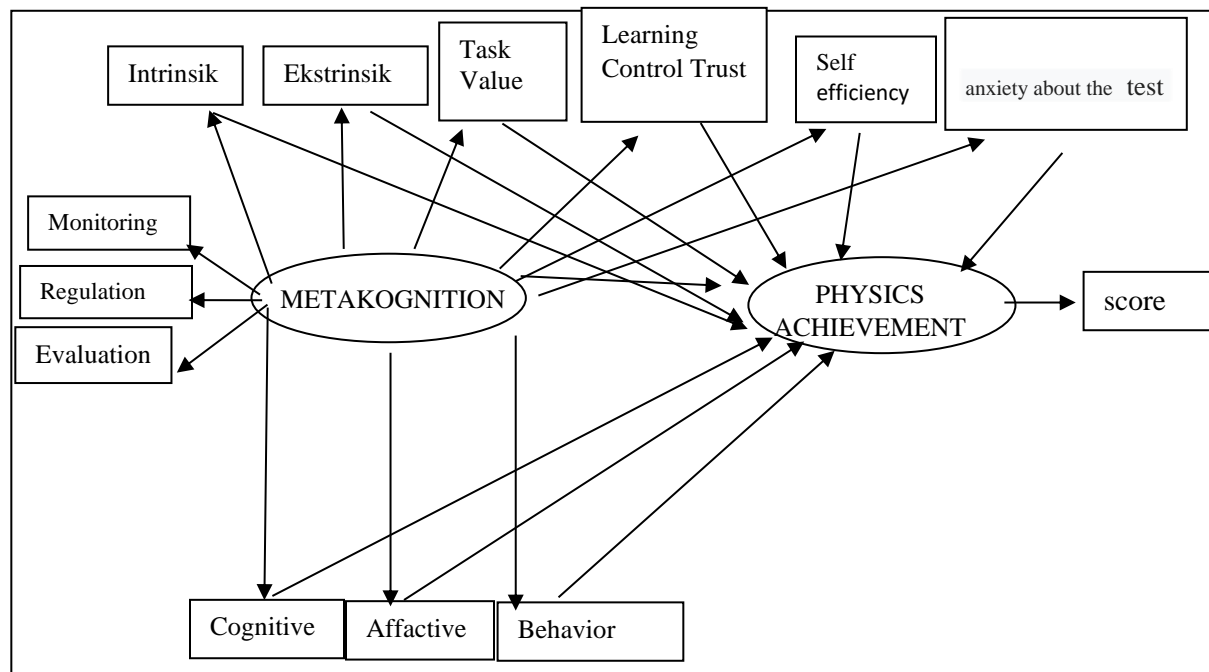 Intrinsik
Ekstrinsik
Task
Value
Learning
Control Trust
Self
efficiency
anxiety about the test
Monitoring
Regulation
Evaluation
METAKOGNITION
PHYSICS
ACHIEVEMENT
score
Cognitive
Affactive
Behavior